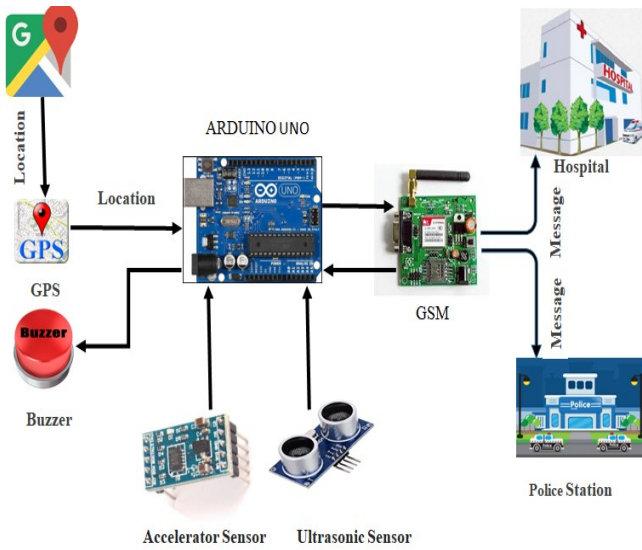 G
Location
ARDUINO UNO
HOSPITAL
Hospital
Location
UNO
ARDUINO
GPS
GPS
Message
GSM
Message
Buzzer
Buzzer
Police
Police Station
Accelerator Sensor
Ultrasonic Sensor